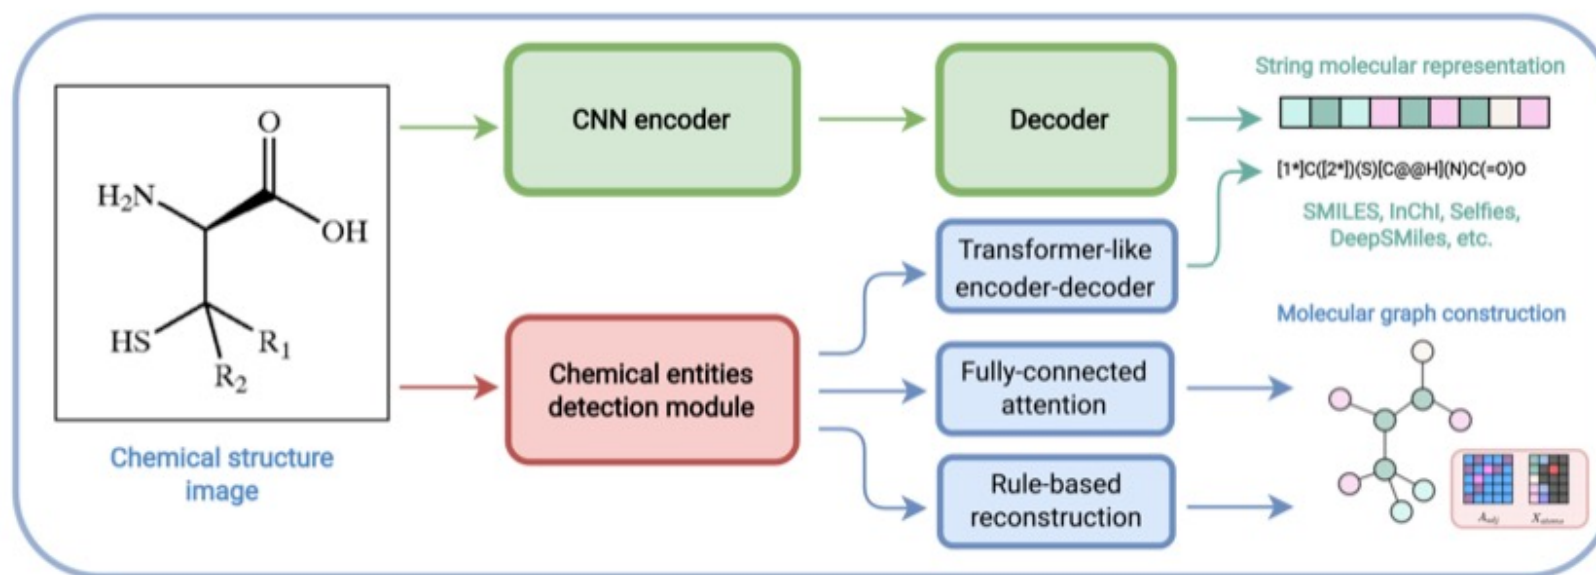 O
H₂N
OH
HS
R₁
R₂
Chemical structure
image
CNN encoder
Decoder
String molecular representation
[1*]C([2*])(S)[C@@H](N)C(=O)O
SMILES, InChI, Selfies,
DeepSMiles, etc.
Chemical entities
detection module
Transformer-like
encoder-decoder
Fully-connected
attention
Rule-based
reconstruction
Molecular graph construction
A_adj
X_atoms